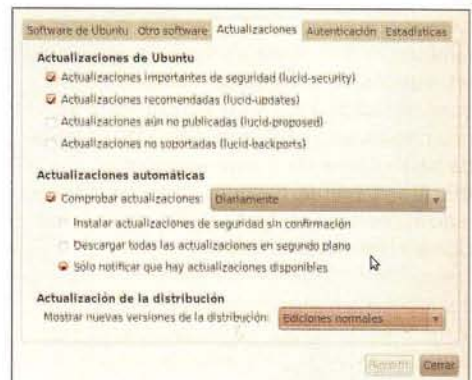 Software de Ubuntu Otro software Actualizaciones Autenticación Estadísticas
Actualizaciones de Ubuntu
Actualizaciones importantes de seguridad (lucid-security)
Actualizaciones recomendadas (lucid-updates)
Actualizaciones aún no publicadas (lucid-proposed)
Actualizaciones no soportadas (lucid-backports)
Actualizaciones automáticas
Comprobar actualizaciones: Diariamente
Instalar actualizaciones de seguridad sin confirmación
Descargar todas las actualizaciones en segundo plano
Sólo notificar que hay actualizaciones disponibles
Actualización de la distribución
Mostrar nuevas versiones de la distribución: Ediciones normales
Cerrar